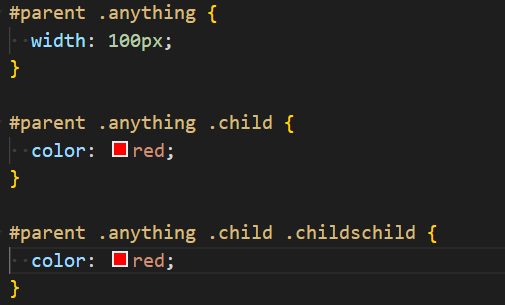 #parent .anything {
  width: 100px;
}

#parent .anything .child {
  color: red;
}

#parent .anything .child .childschild {
  color: red;
}